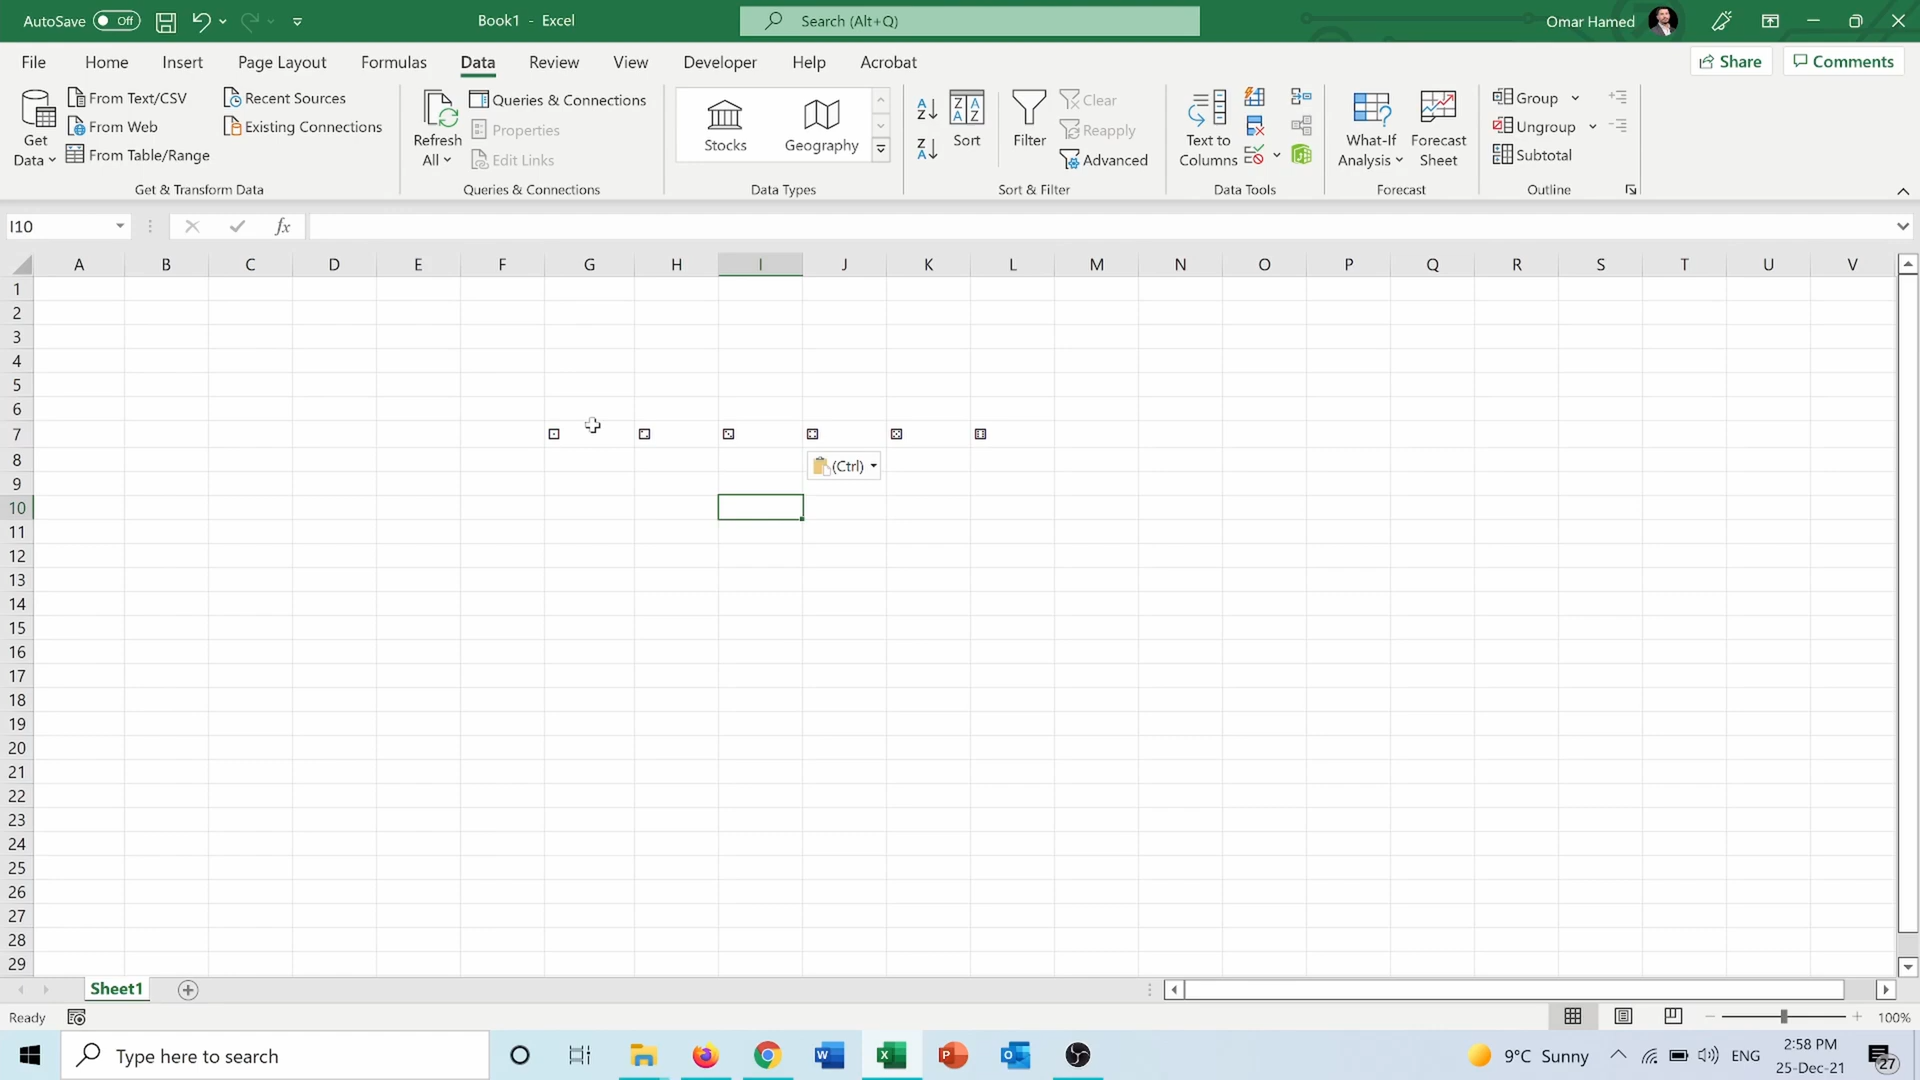 AutoSave Off Book1 - Excel Search (Alt+Q) Omar Hamed
File Home Insert Page Layout Formulas Data Review View Developer Help Acrobat Share Comments
Get Data
From Text/CSV
From Web
From Table/Range
Recent Sources
Existing Connections
Get & Transform Data
Refresh All
Queries & Connections
Properties
Edit Links
Queries & Connections
Stocks Geography
Data Types
Sort
Filter
Clear
Reapply
Advanced
Sort & Filter
Text to Columns
Data Tools
What-If Analysis
Forecast Sheet
Forecast
Group
Ungroup
Subtotal
Outline
I10 fx
A B C D E F G H I J K L M N O P Q R S T U V
1
2
3
4
5
6
7 ⚀ ⚁ ⚂ ⚃ ⚄ ⚅
(Ctrl)
8
9
10
11
12
13
14
15
16
17
18
19
20
21
22
23
24
25
26
27
28
29
Sheet1
Ready 100%
Type here to search 9°C Sunny ENG 2:58 PM
25-Dec-21 27